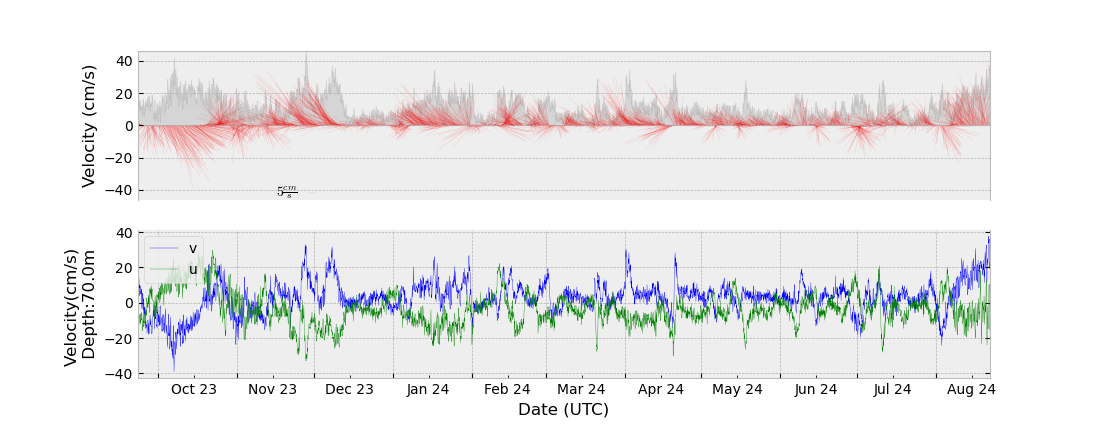 Velocity (cm/s)
40
20
0
−20
−40
5 cm/s
Velocity(cm/s)
Depth:70.0m
40
20
0
−20
−40
v
u
Oct 23 Nov 23 Dec 23 Jan 24 Feb 24 Mar 24 Apr 24 May 24 Jun 24 Jul 24 Aug 24
Date (UTC)